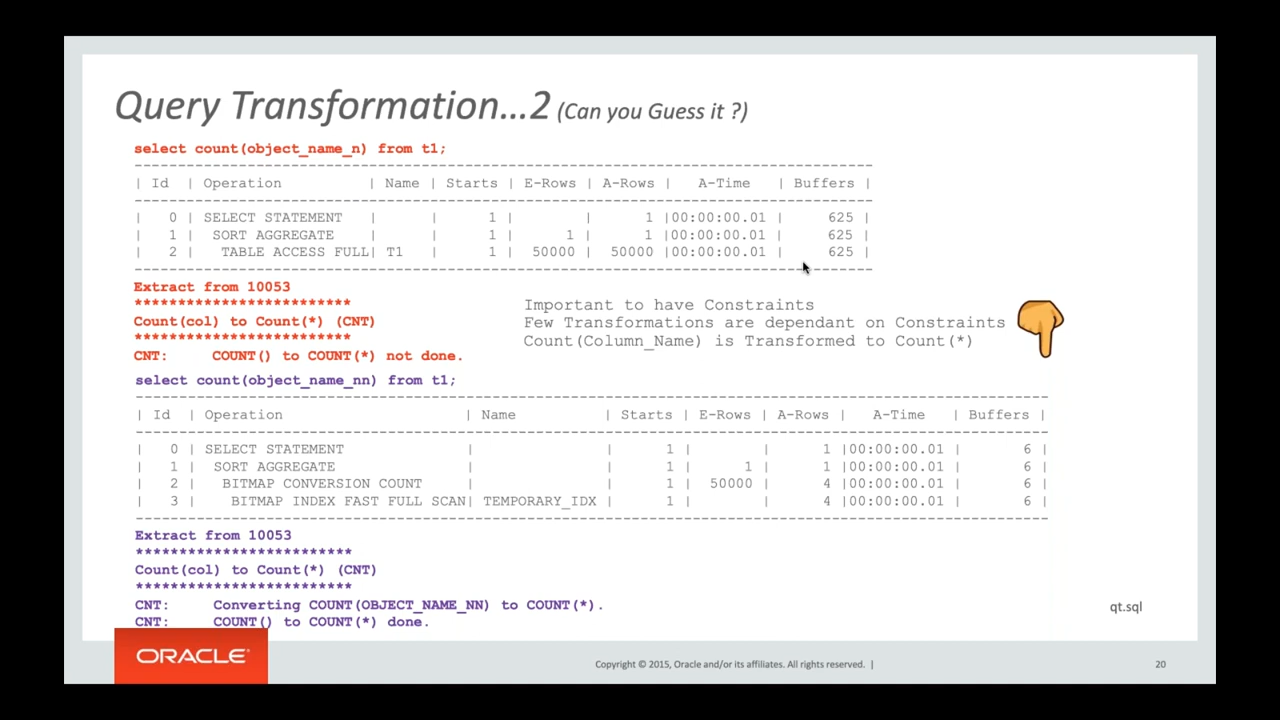 Query Transformation...2 (Can you Guess it ?)
select count(object_name_n) from t1;
---------------------------------------------------------------------------------------
| Id  | Operation          | Name | Starts | E-Rows | A-Rows |   A-Time   | Buffers |
---------------------------------------------------------------------------------------
|   0 | SELECT STATEMENT   |      |      1 |        |      1 |00:00:00.01 |     625 |
|   1 |  SORT AGGREGATE    |      |      1 |      1 |      1 |00:00:00.01 |     625 |
|   2 |   TABLE ACCESS FULL| T1   |      1 |  50000 |  50000 |00:00:00.01 |     625 |
---------------------------------------------------------------------------------------
Extract from 10053
*************************
Count(col) to Count(*) (CNT)
*************************
CNT:     COUNT() to COUNT(*) not done.
Important to have Constraints
Few Transformations are dependant on Constraints
Count(Column_Name) is Transformed to Count(*)
select count(object_name_nn) from t1;
---------------------------------------------------------------------------------------------------------
| Id  | Operation                     | Name          | Starts | E-Rows | A-Rows |   A-Time   | Buffers |
---------------------------------------------------------------------------------------------------------
|   0 | SELECT STATEMENT              |               |      1 |        |      1 |00:00:00.01 |       6 |
|   1 |  SORT AGGREGATE               |               |      1 |      1 |      1 |00:00:00.01 |       6 |
|   2 |   BITMAP CONVERSION COUNT     |               |      1 |  50000 |      4 |00:00:00.01 |       6 |
|   3 |    BITMAP INDEX FAST FULL SCAN| TEMPORARY_IDX |      1 |        |      4 |00:00:00.01 |       6 |
---------------------------------------------------------------------------------------------------------
Extract from 10053
*************************
Count(col) to Count(*) (CNT)
*************************
CNT:     Converting COUNT(OBJECT_NAME_NN) to COUNT(*).
CNT:     COUNT() to COUNT(*) done.
qt.sql
ORACLE
Copyright © 2015, Oracle and/or its affiliates. All rights reserved. |
20